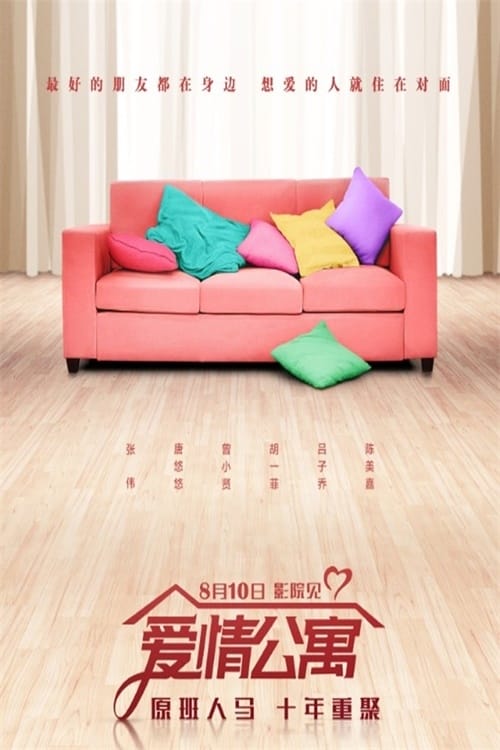 最好的朋友都在身边 想爱的人就住在对面
张伟
唐悠悠
曾小贤
胡一菲
吕子乔
陈美嘉
8月10日 影院见
爱情公寓
原班人马 十年重聚